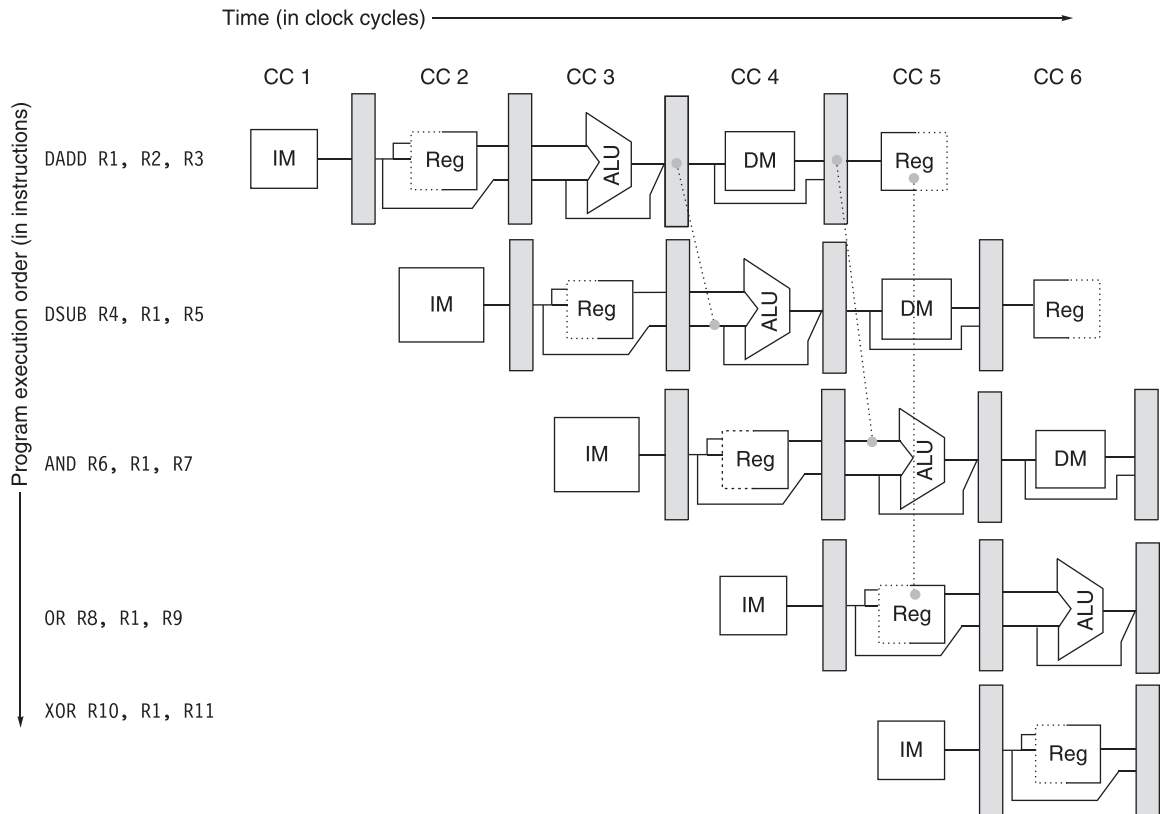 Time (in clock cycles)
CC 1 CC 2 CC 3 CC 4 CC 5 CC 6
Program execution order (in instructions)
DADD R1, R2, R3
IM Reg ALU DM Reg
DSUB R4, R1, R5
IM Reg ALU DM Reg
AND R6, R1, R7
IM Reg ALU DM
OR R8, R1, R9
IM Reg ALU
XOR R10, R1, R11
IM Reg